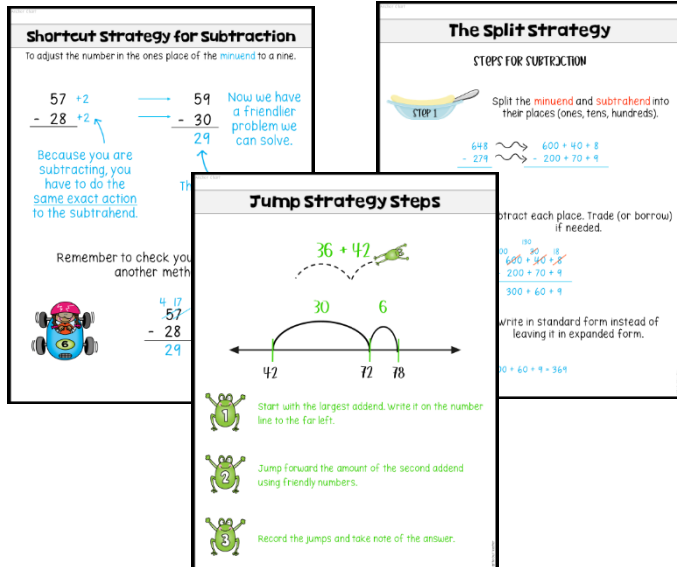 Shortcut Strategy for Subtraction
To adjust the number in the ones place of the minuend to a nine.
57 +2
- 28 +2
59
- 30
29
Now we have
a friendlier
problem we
can solve.
Because you are
subtracting, you
have to do the
same exact action
to the subtrahend.
Remember to check
another
4 17
57
- 28
29
6
The Split Strategy
STEPS FOR SUBTRACTION
STEP 1
Split the minuend and subtrahend into
their places (ones, tens, hundreds).
648 600 + 40 + 8
- 279 - 200 + 70 + 9
each place. Trade (or borrow)
if needed.
130
30 18
600 + 40 + 8
200 + 70 + 9
300 + 60 + 9
write in standard form instead of
leaving it in expanded form.
+ 60 + 9 = 369
Jump Strategy Steps
36 + 42
30 6
42 72 78
1
Start with the largest addend. Write it on the number
line to the far left.
2
Jump forward the amount of the second addend
using friendly numbers.
3
Record the jumps and take note of the answer.